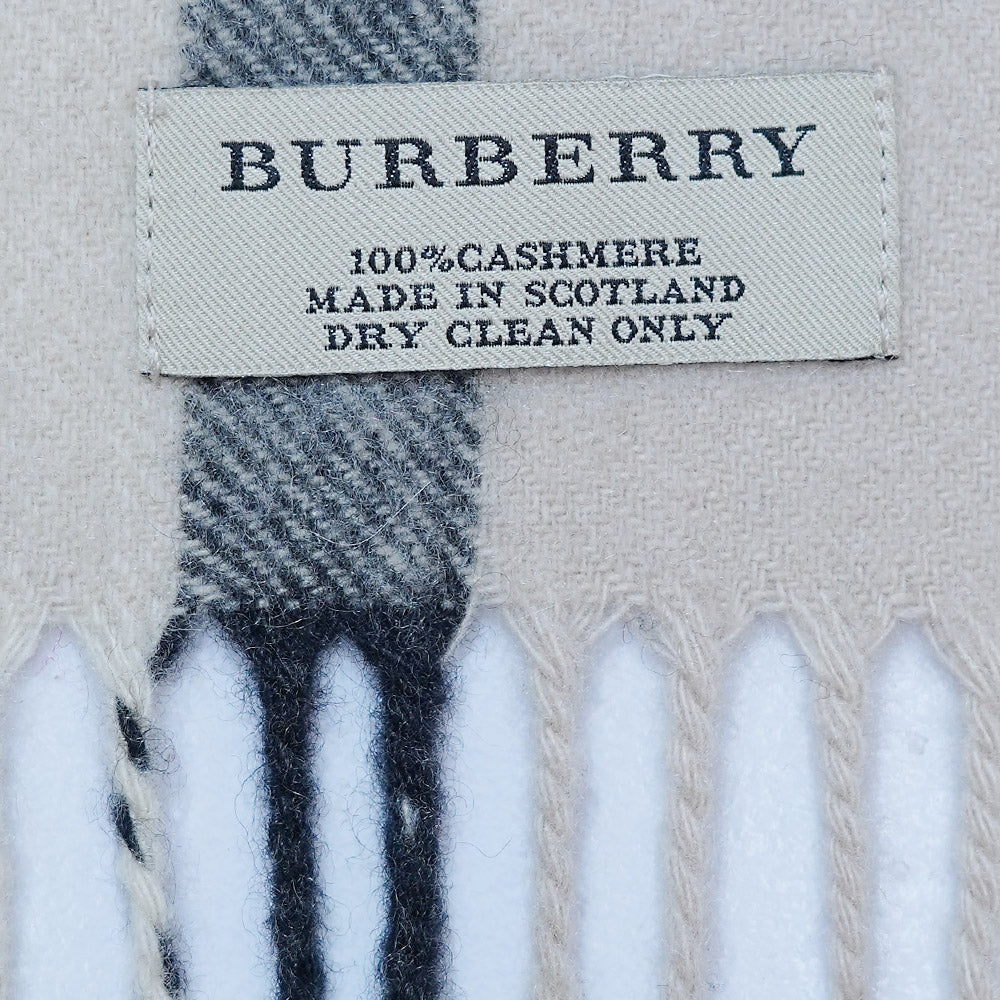 BURBERRY
100%CASHMERE
MADE IN SCOTLAND
DRY CLEAN ONLY